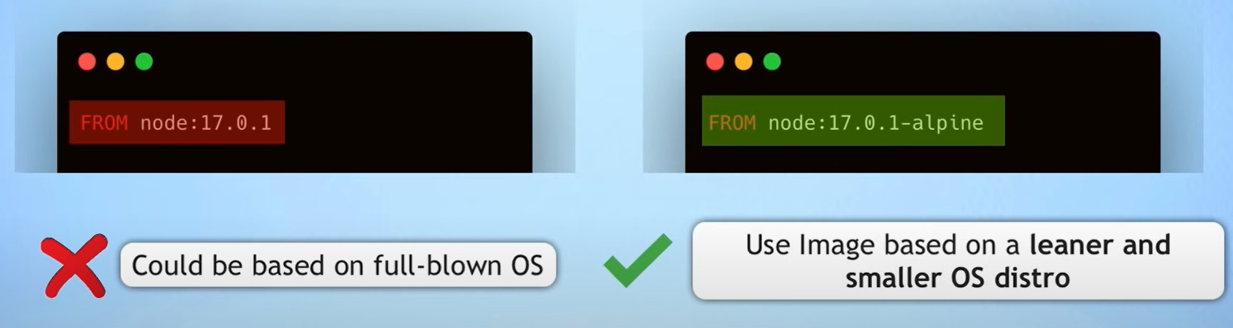 FROM node:17.0.1
FROM node:17.0.1-alpine
Could be based on full-blown OS
Use Image based on a leaner and
smaller OS distro